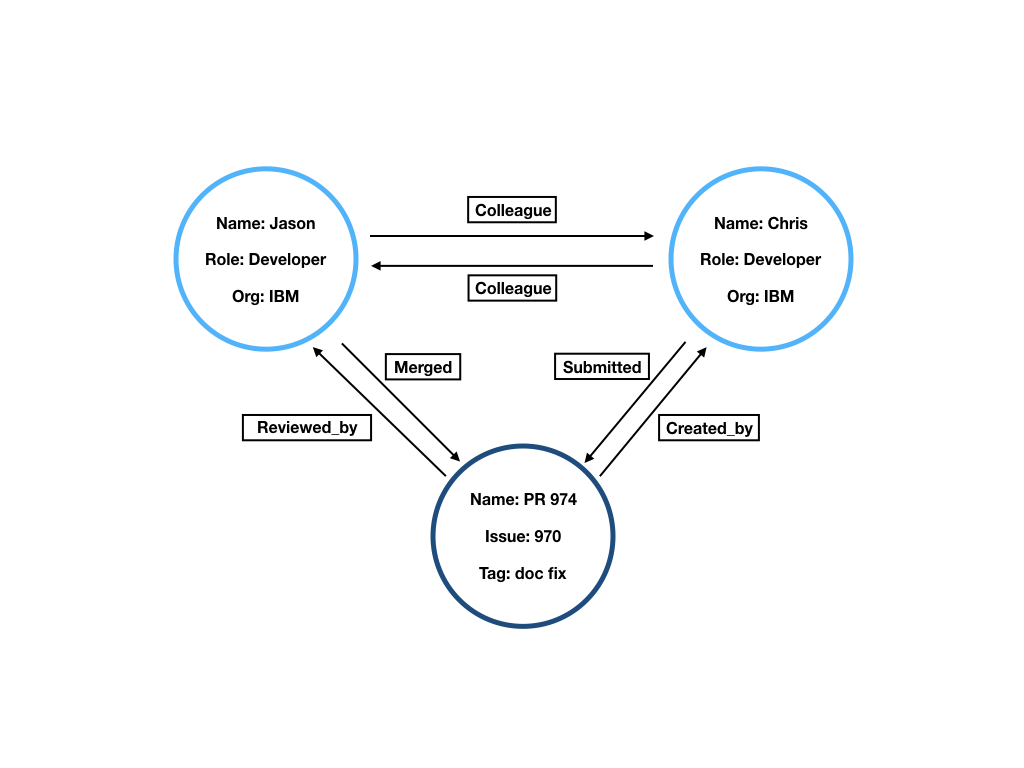 Colleague
Name: Jason
Role: Developer
Org: IBM
Name: Chris
Role: Developer
Org: IBM
Colleague
Merged
Submitted
Reviewed_by
Created_by
Name: PR 974
Issue: 970
Tag: doc fix